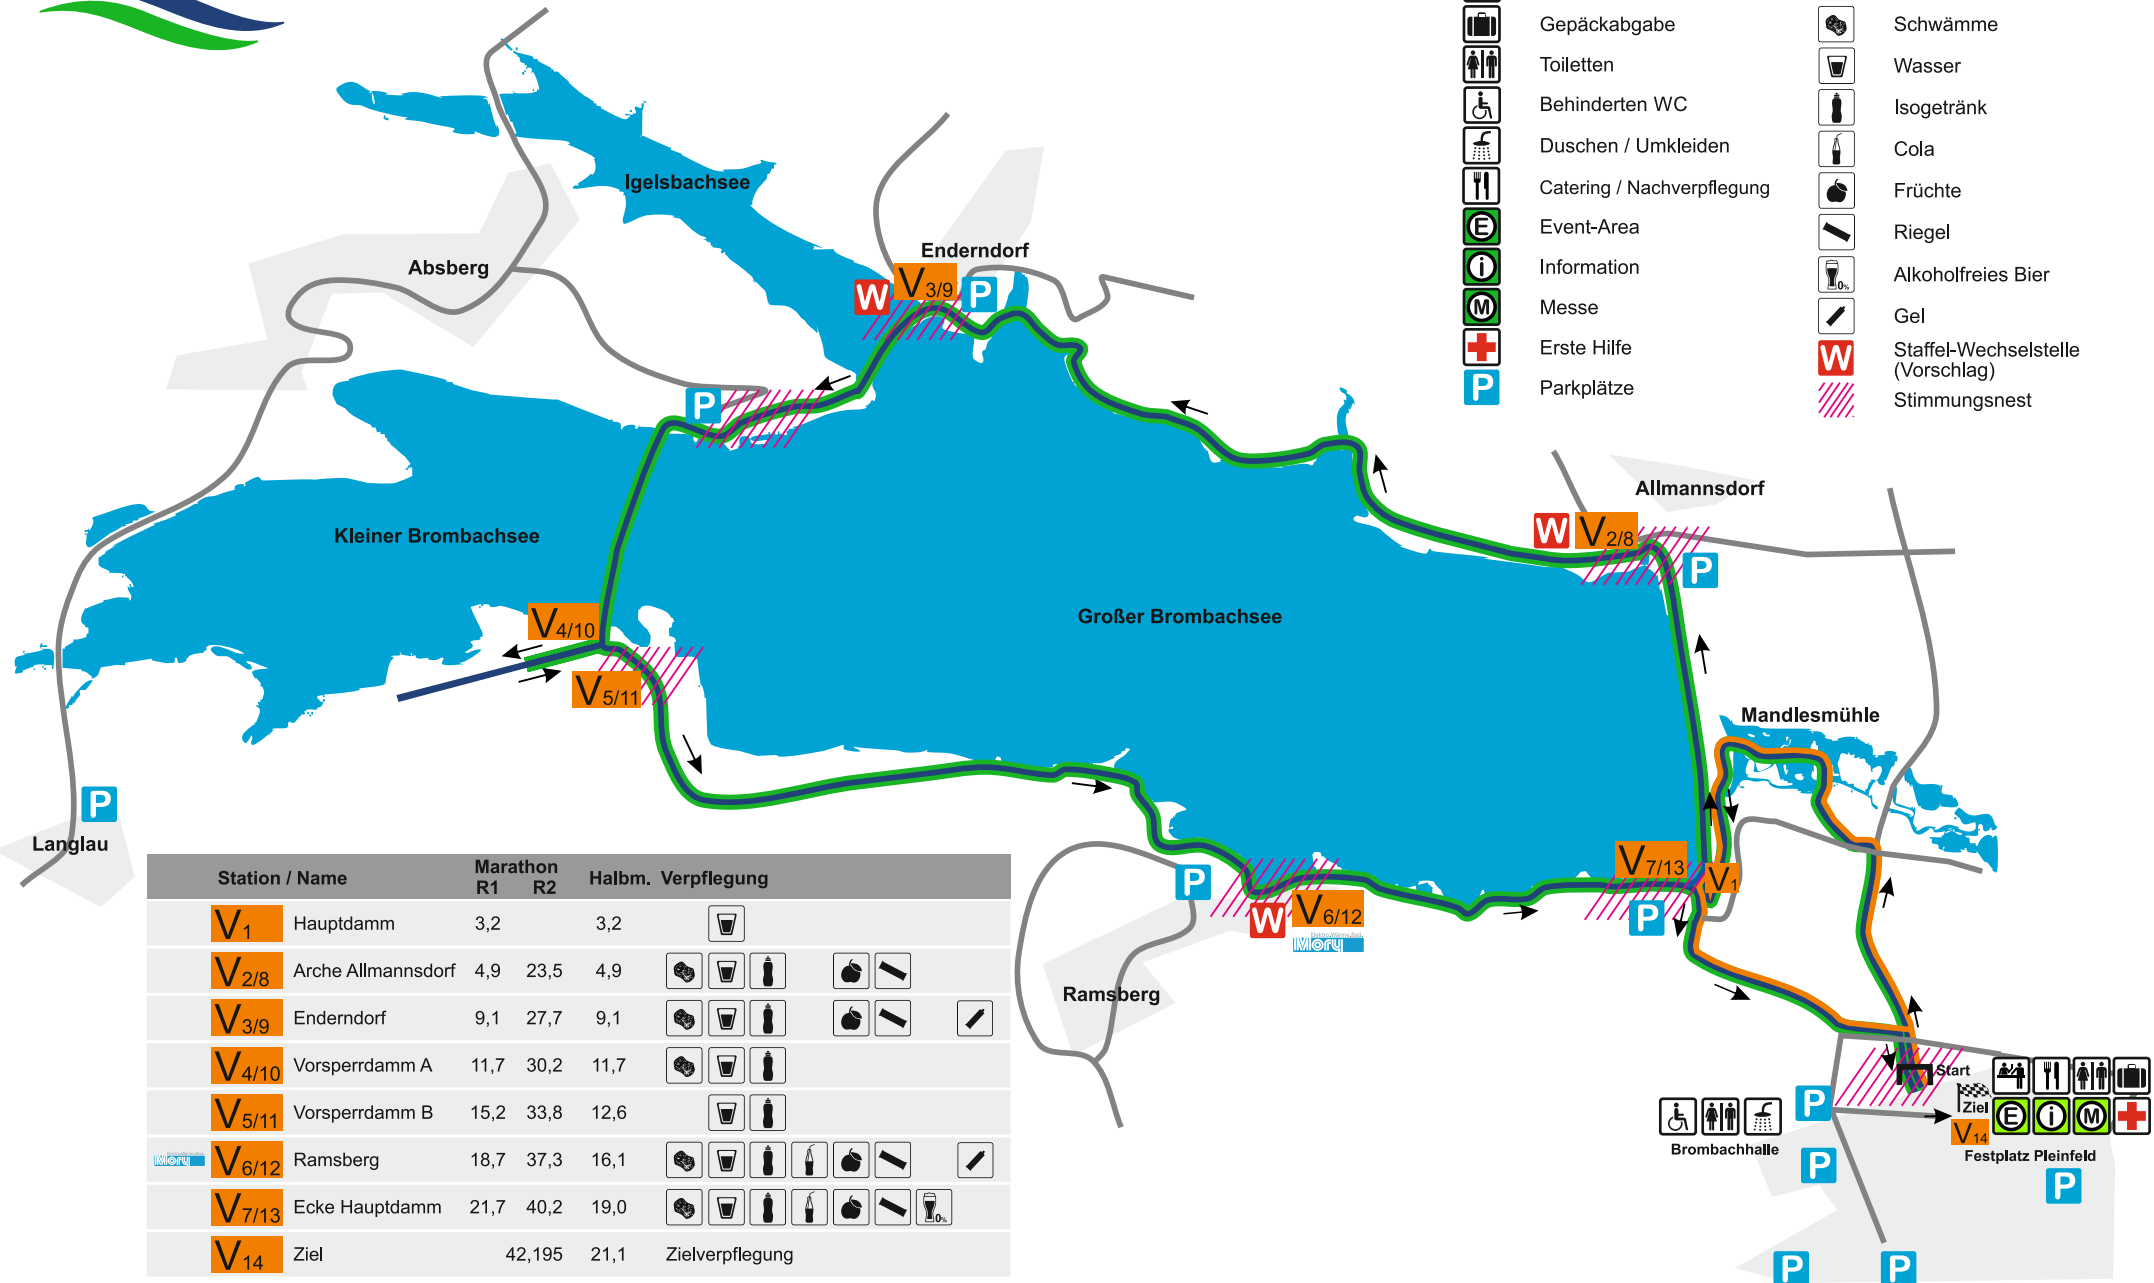 Gepäckabgabe
Toiletten
Behinderten WC
Duschen / Umkleiden
Catering / Nachverpflegung
E Event-Area
i Information
M Messe
Erste Hilfe
P Parkplätze
Schwämme
Wasser
Isogetränk
Cola
Früchte
Riegel
0% Alkoholfreies Bier
Gel
W Staffel-Wechselstelle
(Vorschlag)
Stimmungsnest
Igelsbachsee
Enderndorf
Absberg
W V3/9 P
P
Allmannsdorf
Kleiner Brombachsee
W V2/8
P
Großer Brombachsee
V4/10
V5/11
Mandlesmühle
P
Langlau
V7/13 V1
P
P
W V6/12
Elektro.Wärme.Bad.
Mory
Ramsberg
Start
Ziel
E i M
P
V14
Brombachhalle
Festplatz Pleinfeld
P
P
P
P
Station / Name Marathon Halbm. Verpflegung
R1 R2
V1 Hauptdamm 3,2 3,2
V2/8 Arche Allmannsdorf 4,9 23,5 4,9
V3/9 Enderndorf 9,1 27,7 9,1
V4/10 Vorsperrdamm A 11,7 30,2 11,7
V5/11 Vorsperrdamm B 15,2 33,8 12,6
Mory V6/12 Ramsberg 18,7 37,3 16,1
V7/13 Ecke Hauptdamm 21,7 40,2 19,0 0%
V14 Ziel 42,195 21,1 Zielverpflegung